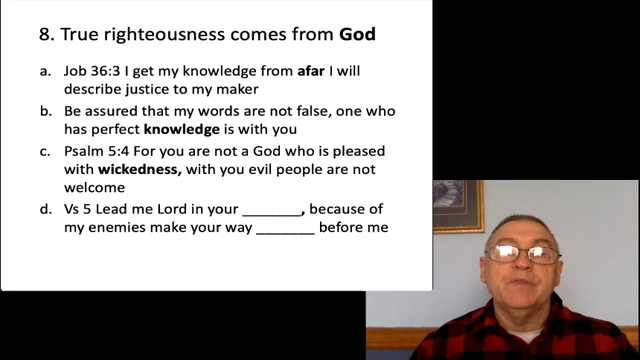 8. True righteousness comes from God
a. Job 36:3 I get my knowledge from afar I will
describe justice to my maker
b. Be assured that my words are not false, one who
has perfect knowledge is with you
c. Psalm 5:4 For you are not a God who is pleased
with wickedness, with you evil people are not
welcome
d. Vs 5 Lead me Lord in your _______, because of
my enemies make your way _______ before me